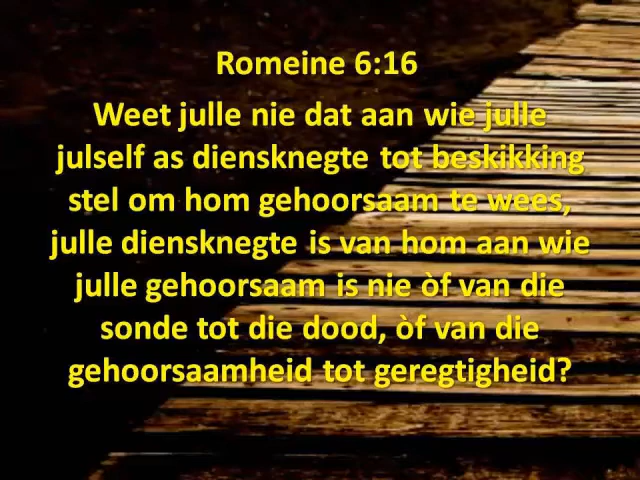 Romeine 6:16
Weet julle nie dat aan wie julle
julself as diensknegte tot beskikking
stel om hom gehoorsaam te wees,
julle diensknegte is van hom aan wie
julle gehoorsaam is nie òf van die
sonde tot die dood, òf van die
gehoorsaamheid tot geregtigheid?